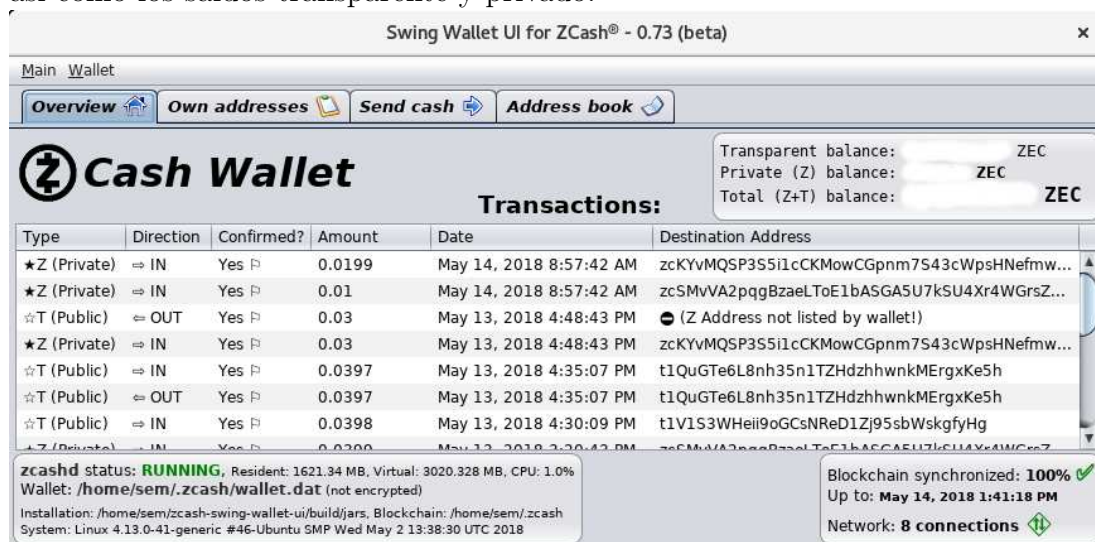 así como los saldos transparente y privado.
Swing Wallet UI for ZCash® - 0.73 (beta)
Main Wallet
Overview Own addresses Send cash Address book
Cash Wallet
Transactions:
Transparent balance: ZEC
Private (Z) balance: ZEC
Total (Z+T) balance: ZEC
Type Direction Confirmed? Amount Date Destination Address
★Z (Private) ⇨ IN Yes ⚐ 0.0199 May 14, 2018 8:57:42 AM zcKYvMQSP3S5i1cCKMowCGpnm7S43cWpsHNefmw...
★Z (Private) ⇨ IN Yes ⚐ 0.01 May 14, 2018 8:57:42 AM zcSMvVA2pqgBzaeLToE1bASGA5U7kSU4Xr4WGrsZ...
☆T (Public) ⇦ OUT Yes ⚐ 0.03 May 13, 2018 4:48:43 PM ⛔ (Z Address not listed by wallet!)
★Z (Private) ⇨ IN Yes ⚐ 0.03 May 13, 2018 4:48:43 PM zcKYvMQSP3S5i1cCKMowCGpnm7S43cWpsHNefmw...
☆T (Public) ⇨ IN Yes ⚐ 0.0397 May 13, 2018 4:35:07 PM t1QuGTe6L8nh35n1TZHdzhhwnkMErgxKe5h
☆T (Public) ⇦ OUT Yes ⚐ 0.0397 May 13, 2018 4:35:07 PM t1QuGTe6L8nh35n1TZHdzhhwnkMErgxKe5h
☆T (Public) ⇨ IN Yes ⚐ 0.0398 May 13, 2018 4:30:09 PM t1V1S3WHeii9oGCsNReD1Zj95sbWskgfyHg
zcashd status: RUNNING, Resident: 1621.34 MB, Virtual: 3020.328 MB, CPU: 1.0%
Wallet: /home/sem/.zcash/wallet.dat (not encrypted)
Installation: /home/sem/zcash-swing-wallet-ui/build/jars, Blockchain: /home/sem/.zcash
System: Linux 4.13.0-41-generic #46-Ubuntu SMP Wed May 2 13:38:30 UTC 2018
Blockchain synchronized: 100% ✔
Up to: May 14, 2018 1:41:18 PM
Network: 8 connections